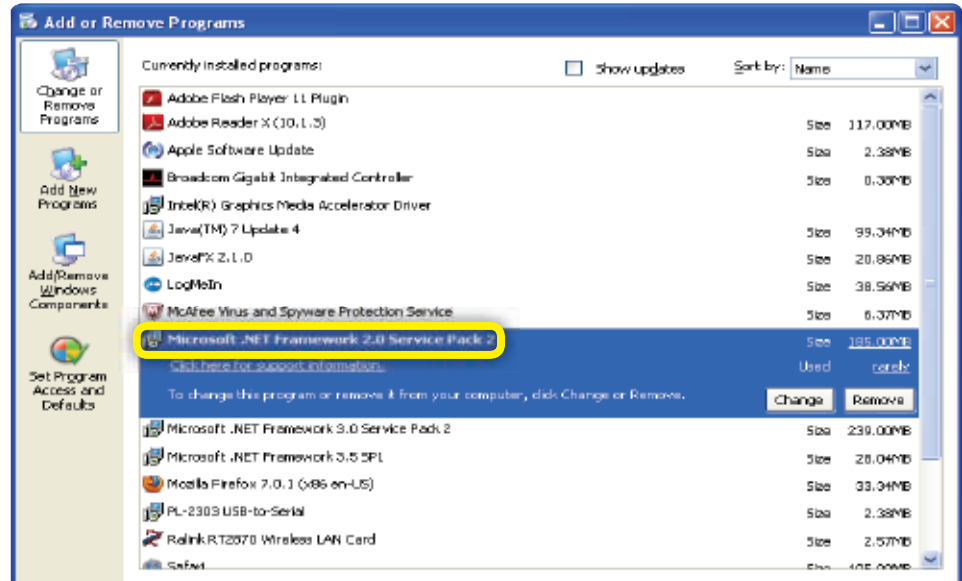 Add or Remove Programs
Change or
Remove
Programs
Add New
Programs
Add/Remove
Windows
Components
Set Program
Access and
Defaults
Currently installed programs: Show updates Sort by: Name
Adobe Flash Player 11 Plugin
Adobe Reader X (10.1.3) Size 117.00MB
Apple Software Update Size 2.38MB
Broadcom Gigabit Integrated Controller Size 0.38MB
Intel(R) Graphics Media Accelerator Driver
Java(TM) 7 Update 4 Size 99.34MB
JavaFX 2.1.0 Size 20.86MB
LogMeIn Size 38.56MB
McAfee Virus and Spyware Protection Service Size 6.37MB
Microsoft .NET Framework 2.0 Service Pack 2 Size 185.00MB
Click here for support information. Used rarely
To change this program or remove it from your computer, click Change or Remove. Change Remove
Microsoft .NET Framework 3.0 Service Pack 2 Size 239.00MB
Microsoft .NET Framework 3.5 SP1 Size 28.04MB
Mozilla Firefox 7.0.1 (x86 en-US) Size 33.34MB
PL-2303 USB-to-Serial Size 2.38MB
Ralink RT2870 Wireless LAN Card Size 2.57MB
Safari Size 105.00MB